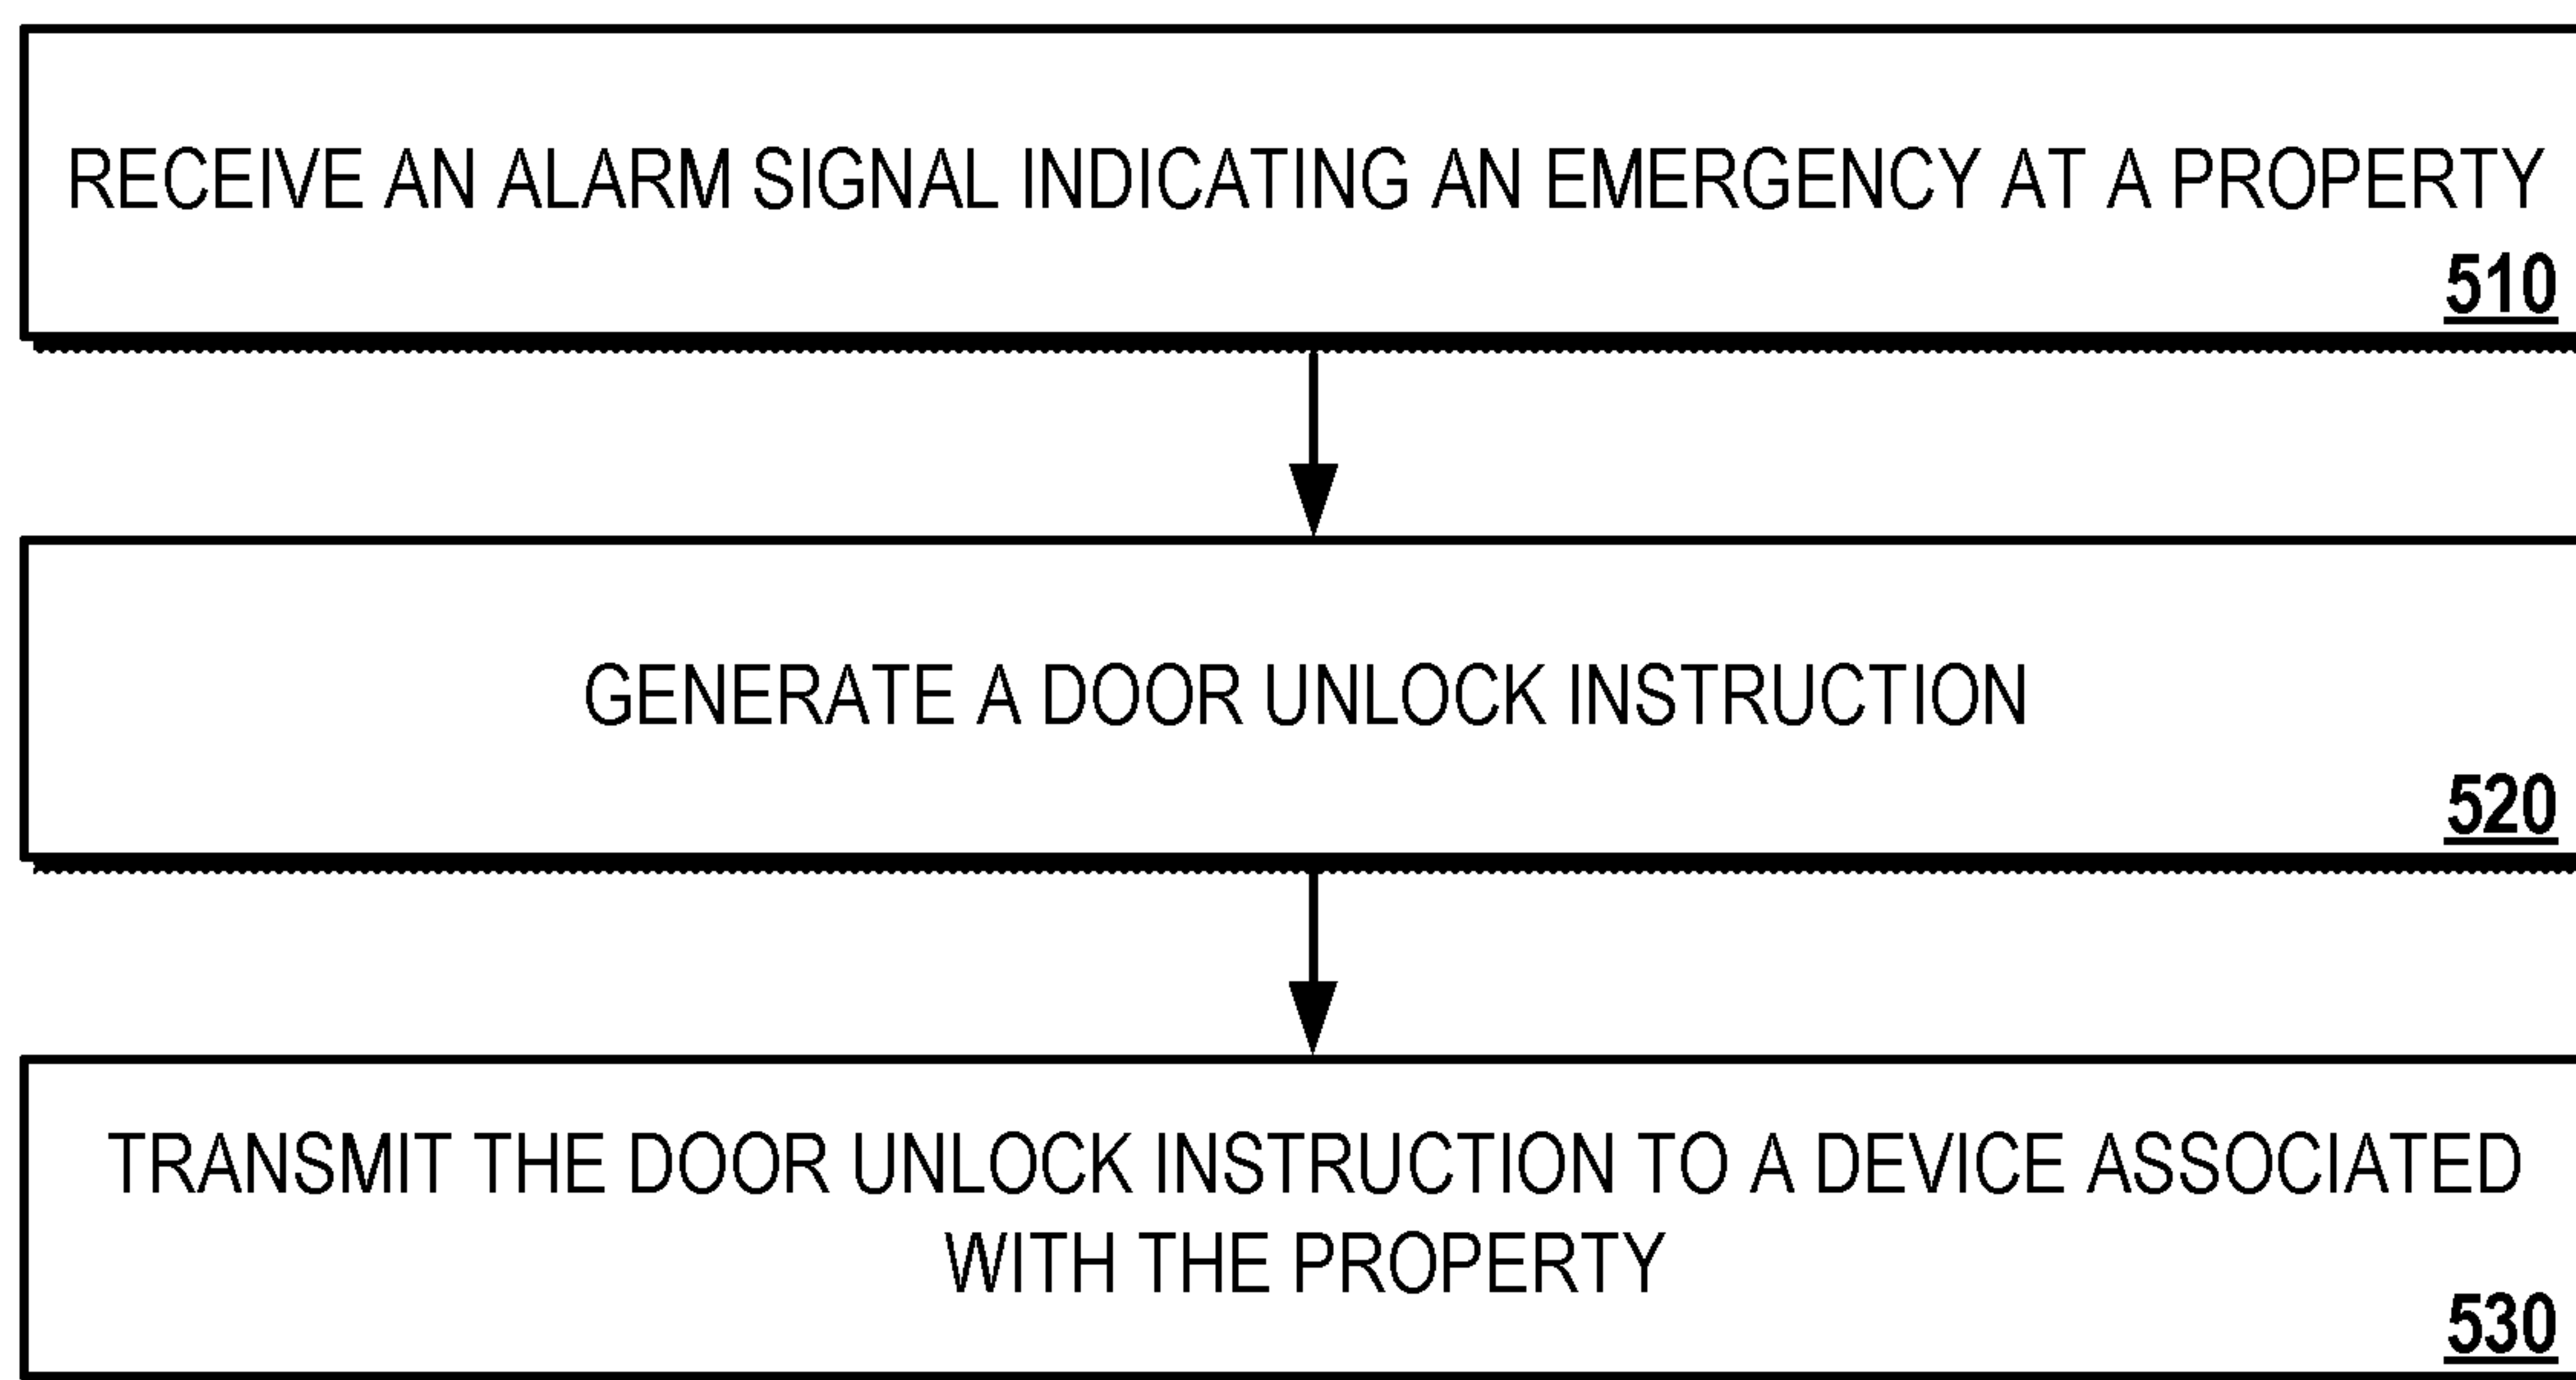 RECEIVE AN ALARM SIGNAL INDICATING AN EMERGENCY AT A PROPERTY
510
GENERATE A DOOR UNLOCK INSTRUCTION
520
TRANSMIT THE DOOR UNLOCK INSTRUCTION TO A DEVICE ASSOCIATED
WITH THE PROPERTY
530